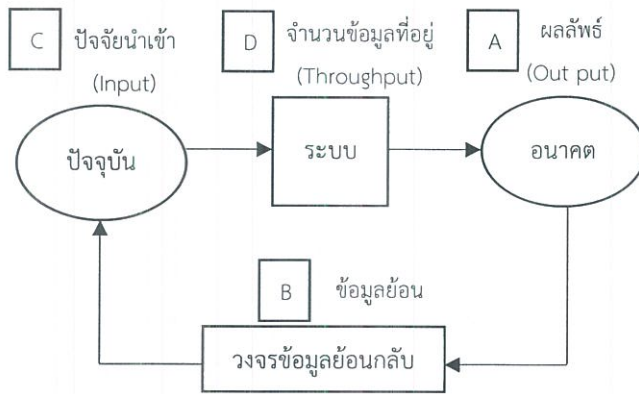 C ปัจจัยนำเข้า
(Input)
D จำนวนข้อมูลที่อยู่
(Throughput)
A ผลลัพธ์
(Out put)
ปัจจุบัน
ระบบ
อนาคต
B ข้อมูลย้อน
วงจรข้อมูลย้อนกลับ